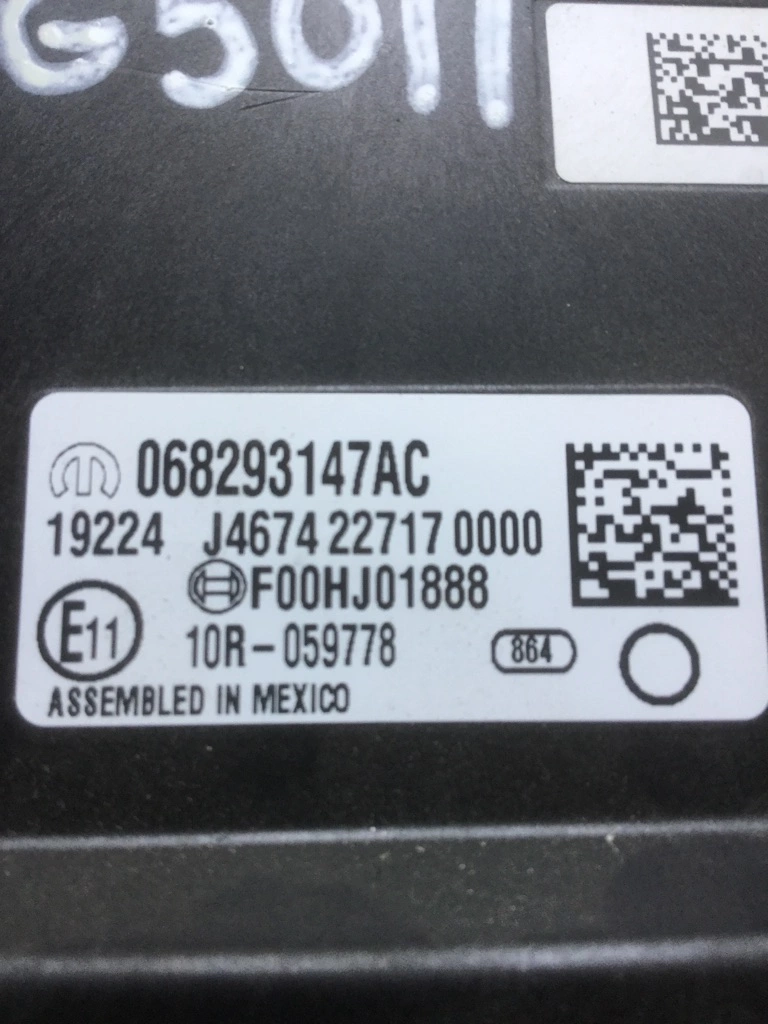 G5011
068293147AC
19224 J4674 22717 0000
F00HJ01888
E11 10R-059778 864
ASSEMBLED IN MEXICO